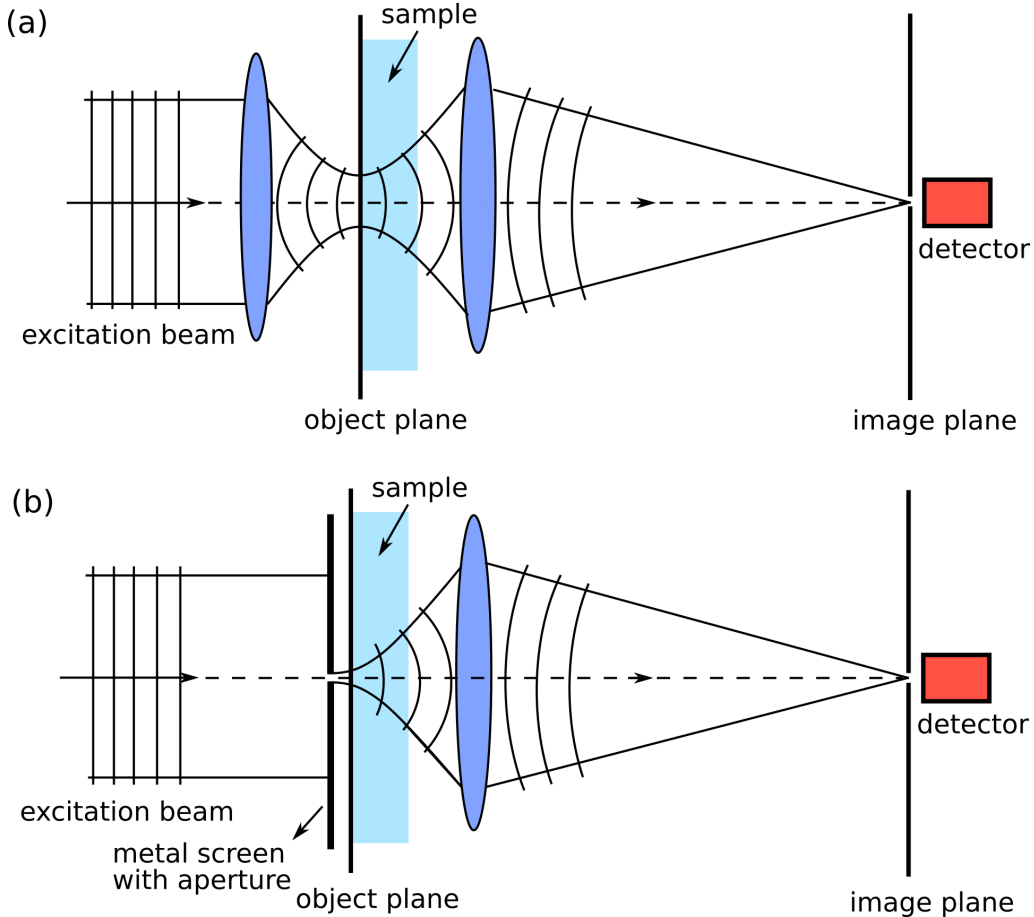 (a)
sample
excitation beam
detector
object plane
image plane
(b)
sample
excitation beam
detector
metal screen
with aperture
object plane
image plane